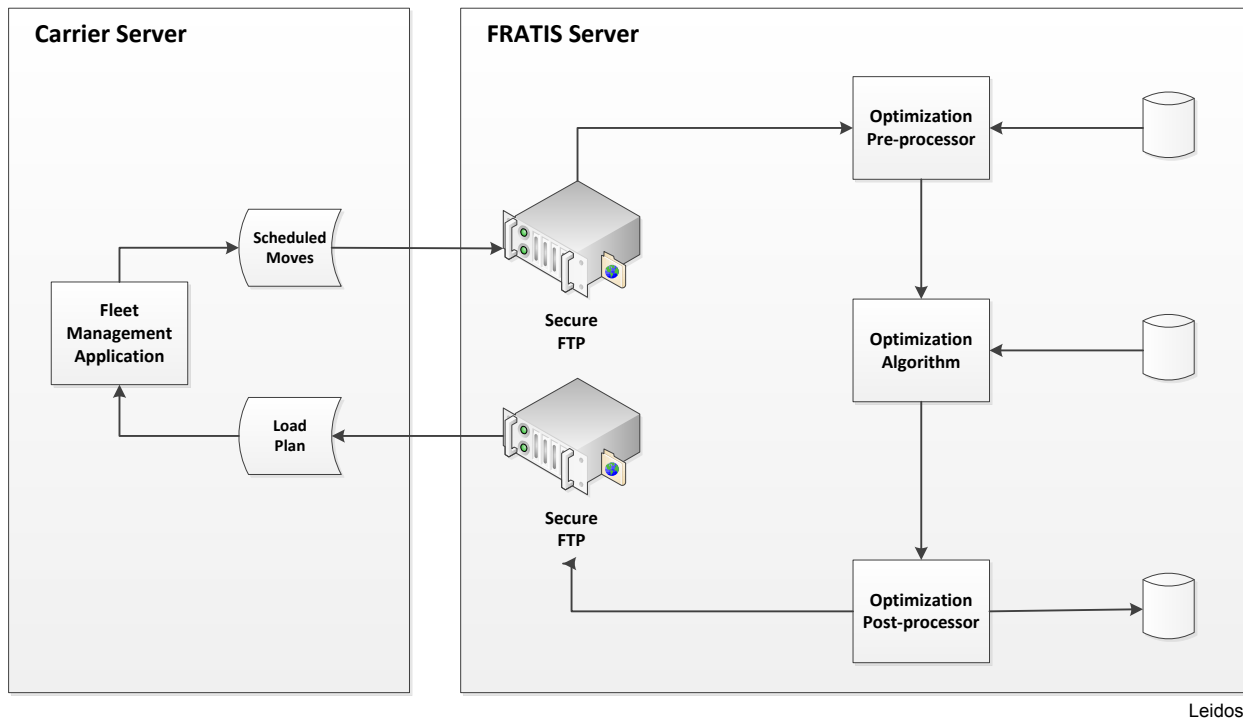 Carrier Server
FRATIS Server
Optimization
Pre-processor
Scheduled
Moves
Fleet
Management
Application
Secure
FTP
Optimization
Algorithm
Load
Plan
Secure
FTP
Optimization
Post-processor
Leidos